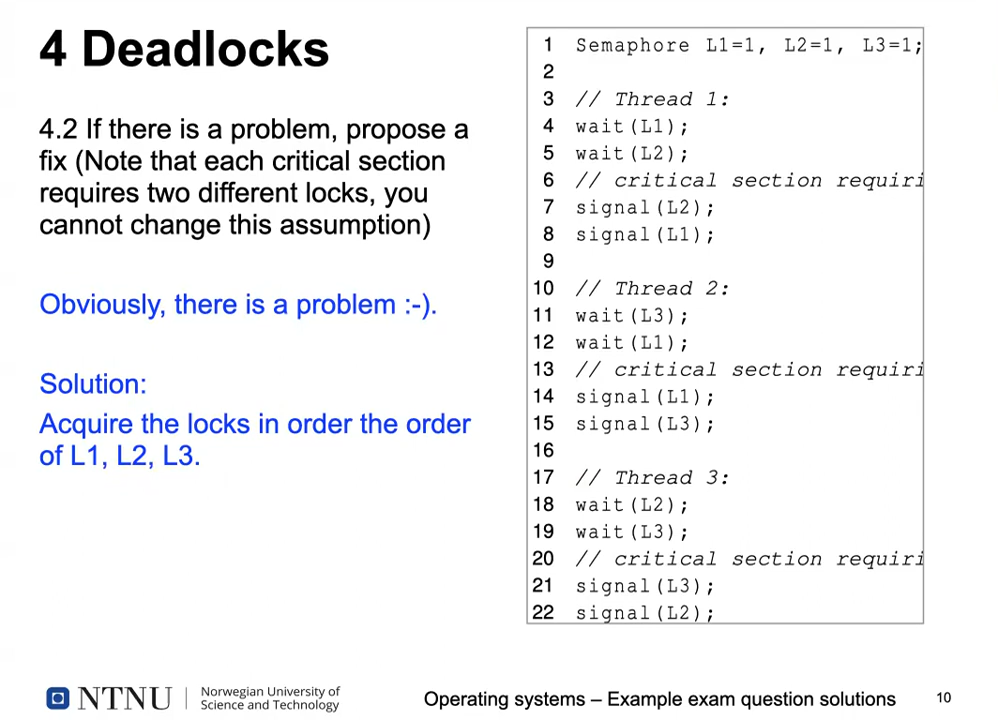 4 Deadlocks
4.2 If there is a problem, propose a
fix (Note that each critical section
requires two different locks, you
cannot change this assumption)
Obviously, there is a problem :-).
Solution:
Acquire the locks in order the order
of L1, L2, L3.
1 Semaphore L1=1, L2=1, L3=1;
2
3 // Thread 1:
4 wait(L1);
5 wait(L2);
6 // critical section requiri
7 signal(L2);
8 signal(L1);
9
10 // Thread 2:
11 wait(L3);
12 wait(L1);
13 // critical section requiri
14 signal(L1);
15 signal(L3);
16
17 // Thread 3:
18 wait(L2);
19 wait(L3);
20 // critical section requiri
21 signal(L3);
22 signal(L2);
NTNU
Norwegian University of
Science and Technology
Operating systems – Example exam question solutions
10